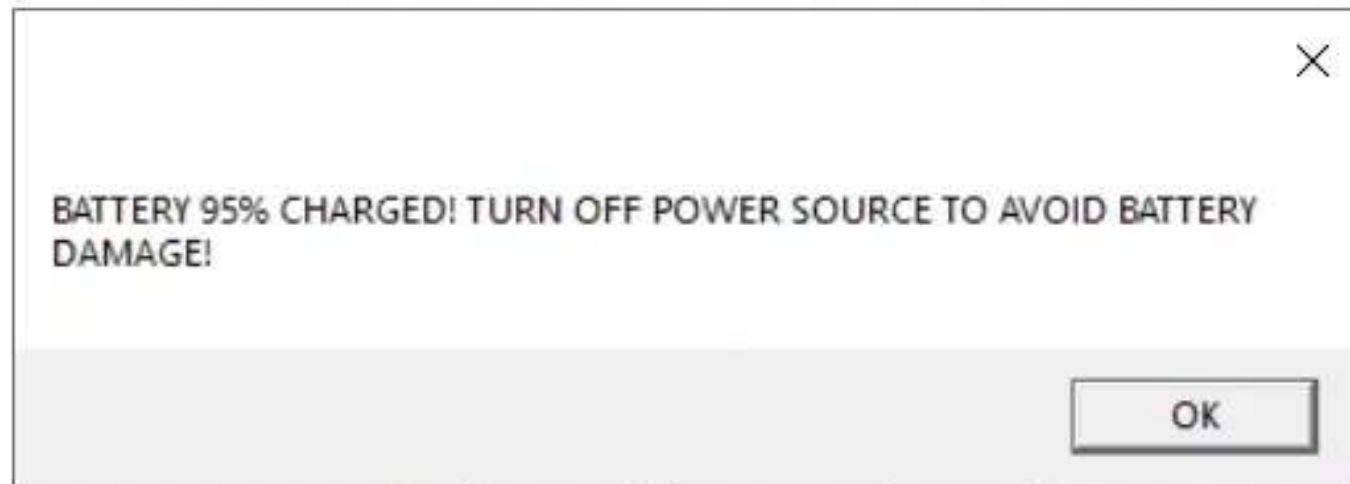 BATTERY 95% CHARGED! TURN OFF POWER SOURCE TO AVOID BATTERY
DAMAGE!
OK